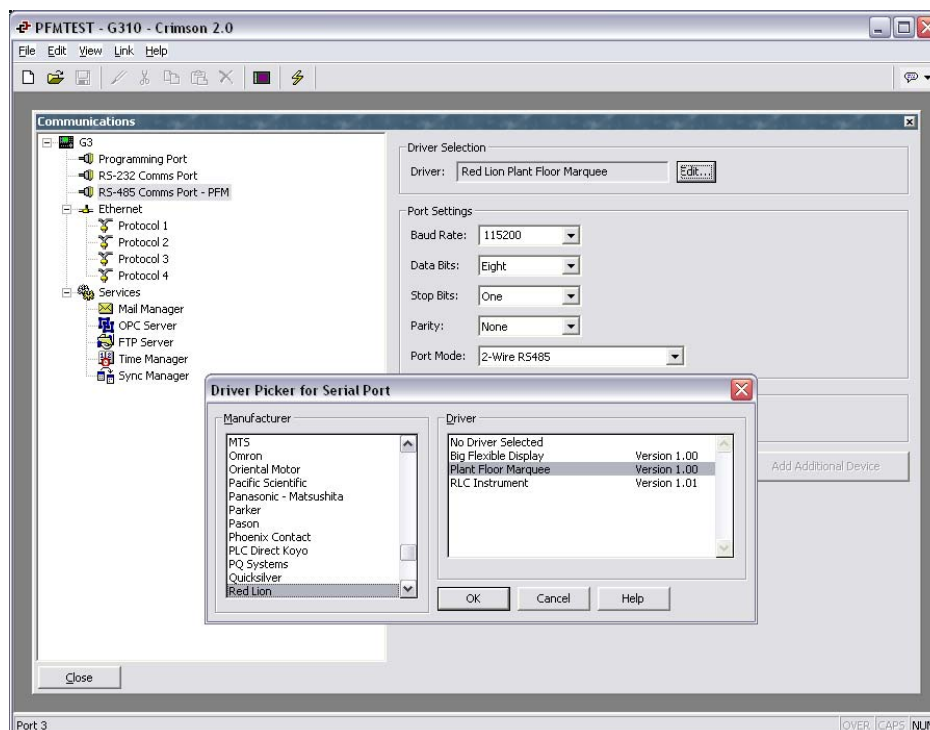 PFMTEST - G310 - Crimson 2.0
File Edit View Link Help
Communications
G3
Programming Port
RS-232 Comms Port
RS-485 Comms Port - PFM
Ethernet
Protocol 1
Protocol 2
Protocol 3
Protocol 4
Services
Mail Manager
OPC Server
FTP Server
Time Manager
Sync Manager
Driver Selection
Driver: Red Lion Plant Floor Marquee Edit...
Port Settings
Baud Rate: 115200
Data Bits: Eight
Stop Bits: One
Parity: None
Port Mode: 2-Wire RS485
Add Additional Device
Driver Picker for Serial Port
Manufacturer
MTS
Omron
Oriental Motor
Pacific Scientific
Panasonic - Matsushita
Parker
Pason
Phoenix Contact
PLC Direct Koyo
PQ Systems
Quicksilver
Red Lion
Driver
No Driver Selected
Big Flexible Display Version 1.00
Plant Floor Marquee Version 1.00
RLC Instrument Version 1.01
OK Cancel Help
Close
Port 3 OVER CAPS NUM